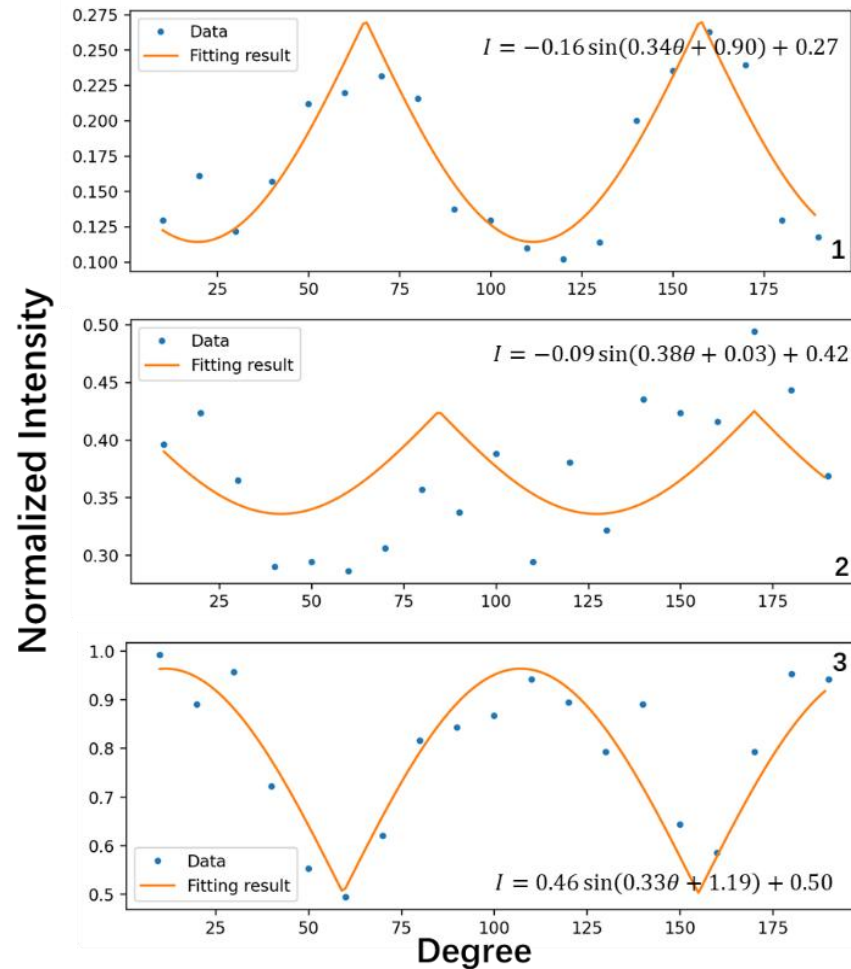 Normalized Intensity
0.275
0.250
0.225
0.200
0.175
0.150
0.125
0.100
Data
Fitting result
I = −0.16 sin(0.34θ + 0.90) + 0.27
1
25 50 75 100 125 150 175
0.50
0.45
0.40
0.35
0.30
Data
Fitting result
I = −0.09 sin(0.38θ + 0.03) + 0.42
2
25 50 75 100 125 150 175
1.0
0.9
0.8
0.7
0.6
0.5
3
Data
Fitting result
I = 0.46 sin(0.33θ + 1.19) + 0.50
25 50 75 100 125 150 175
Degree